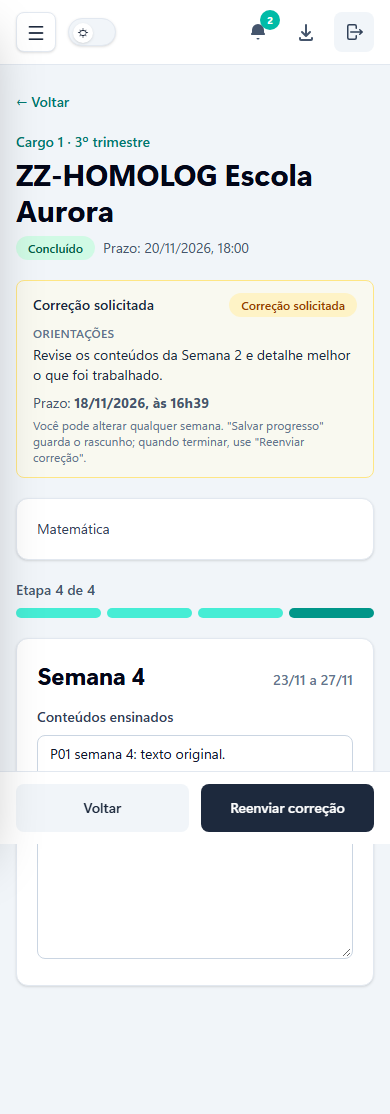 2
← Voltar
Cargo 1 · 3º trimestre
ZZ-HOMOLOG Escola
Aurora
Concluído Prazo: 20/11/2026, 18:00
Correção solicitada Correção solicitada
ORIENTAÇÕES
Revise os conteúdos da Semana 2 e detalhe melhor
o que foi trabalhado.
Prazo: 18/11/2026, às 16h39
Você pode alterar qualquer semana. "Salvar progresso"
guarda o rascunho; quando terminar, use "Reenviar
correção".
Matemática
Etapa 4 de 4
Semana 4 23/11 a 27/11
Conteúdos ensinados
P01 semana 4: texto original.
Voltar Reenviar correção